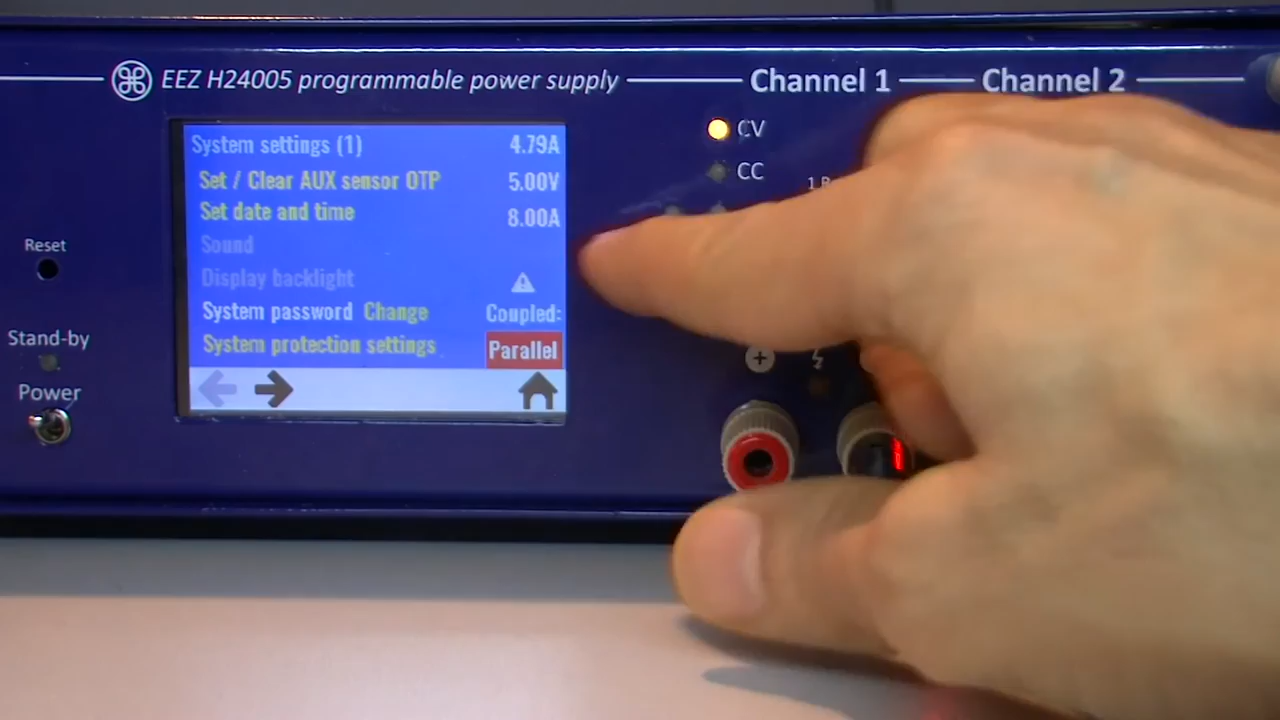 EEZ H24005 programmable power supply
Channel 1
Channel 2
System settings (1)
4.79A
Set / Clear AUX sensor OTP
5.00V
Set date and time
8.00A
Sound
Display backlight
System password Change
Coupled:
System protection settings
Parallel
CV
CC
Reset
Stand-by
Power